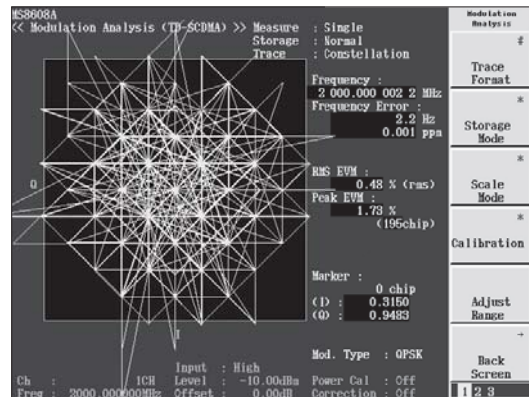 MS8608A
<< Modulation Analysis (TD-SCDMA) >>
Measure : Single
Storage : Normal
Trace : Constellation
Frequency :
2 000.000 002 2 MHz
Frequency Error :
2.2 Hz
0.001 ppm
RMS EVM :
0.48 % (rms)
Peak EVM :
1.73 %
(195chip)
Marker :
0 chip
(I) : 0.3150
(Q) : 0.9483
Mod. Type : QPSK
Q
I
Input : High
Ch : 1CH Level : -10.00dBm Power Cal : Off
Freq : 2000.000000MHz Offset : 0.00dB Correction : Off
Modulation
Analysis
#
Trace
Format
*
Storage
Mode
*
Scale
Mode
*
Calibration
Adjust
Range
→
Back
Screen
1 2 3